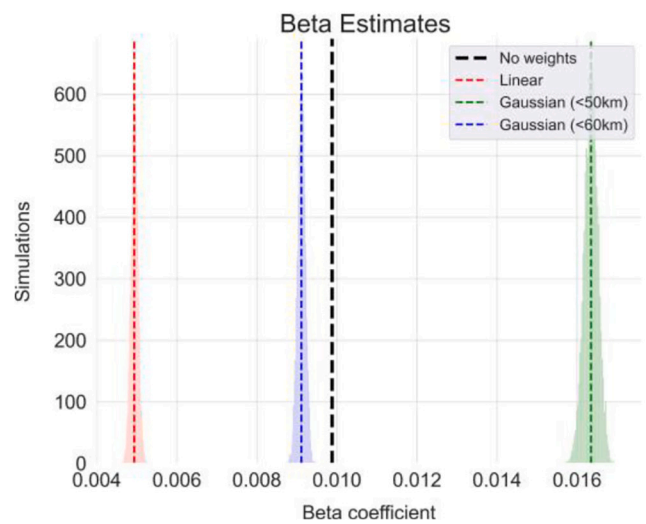 Beta Estimates
No weights
Linear
Gaussian (<50km)
Gaussian (<60km)
600
500
400
300
200
100
0
Simulations
0.004 0.006 0.008 0.010 0.012 0.014 0.016
Beta coefficient